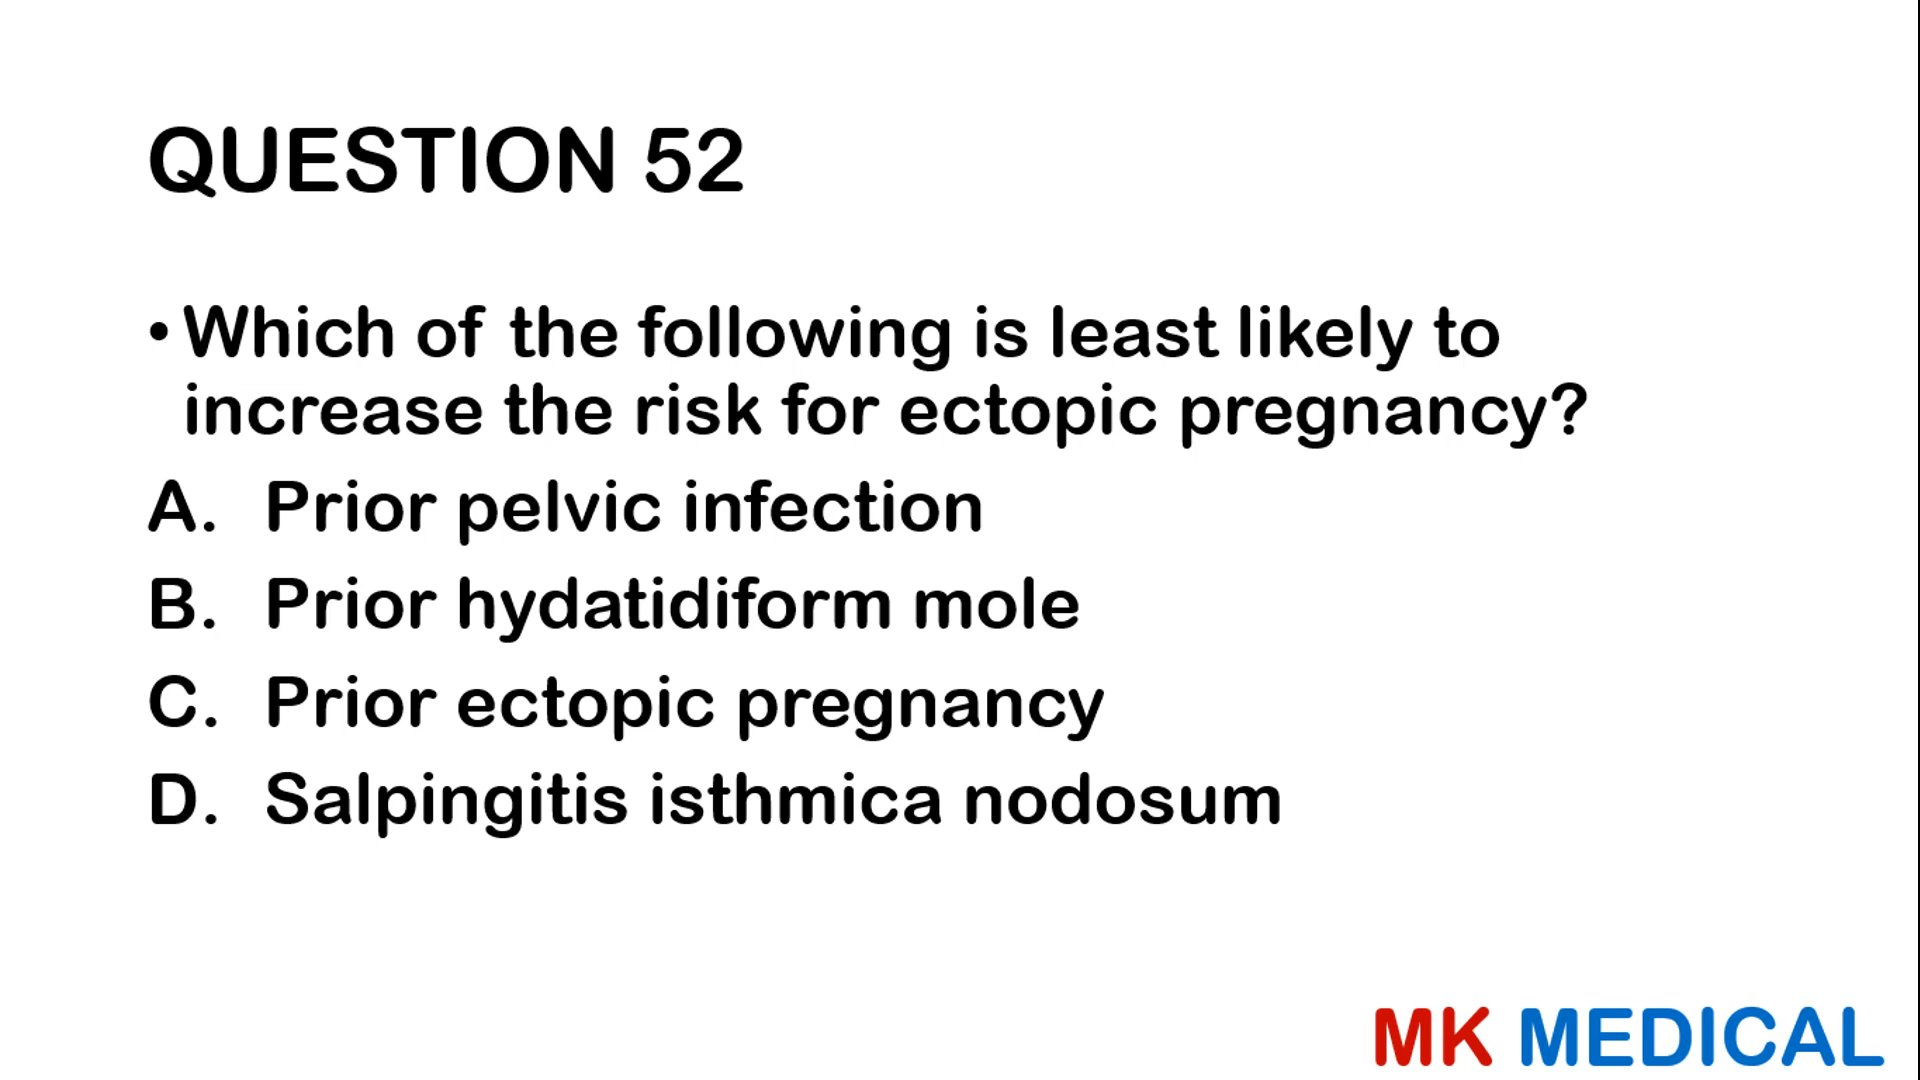 QUESTION 52
• Which of the following is least likely to
increase the risk for ectopic pregnancy?
A. Prior pelvic infection
B. Prior hydatidiform mole
C. Prior ectopic pregnancy
D. Salpingitis isthmica nodosum
MK MEDICAL